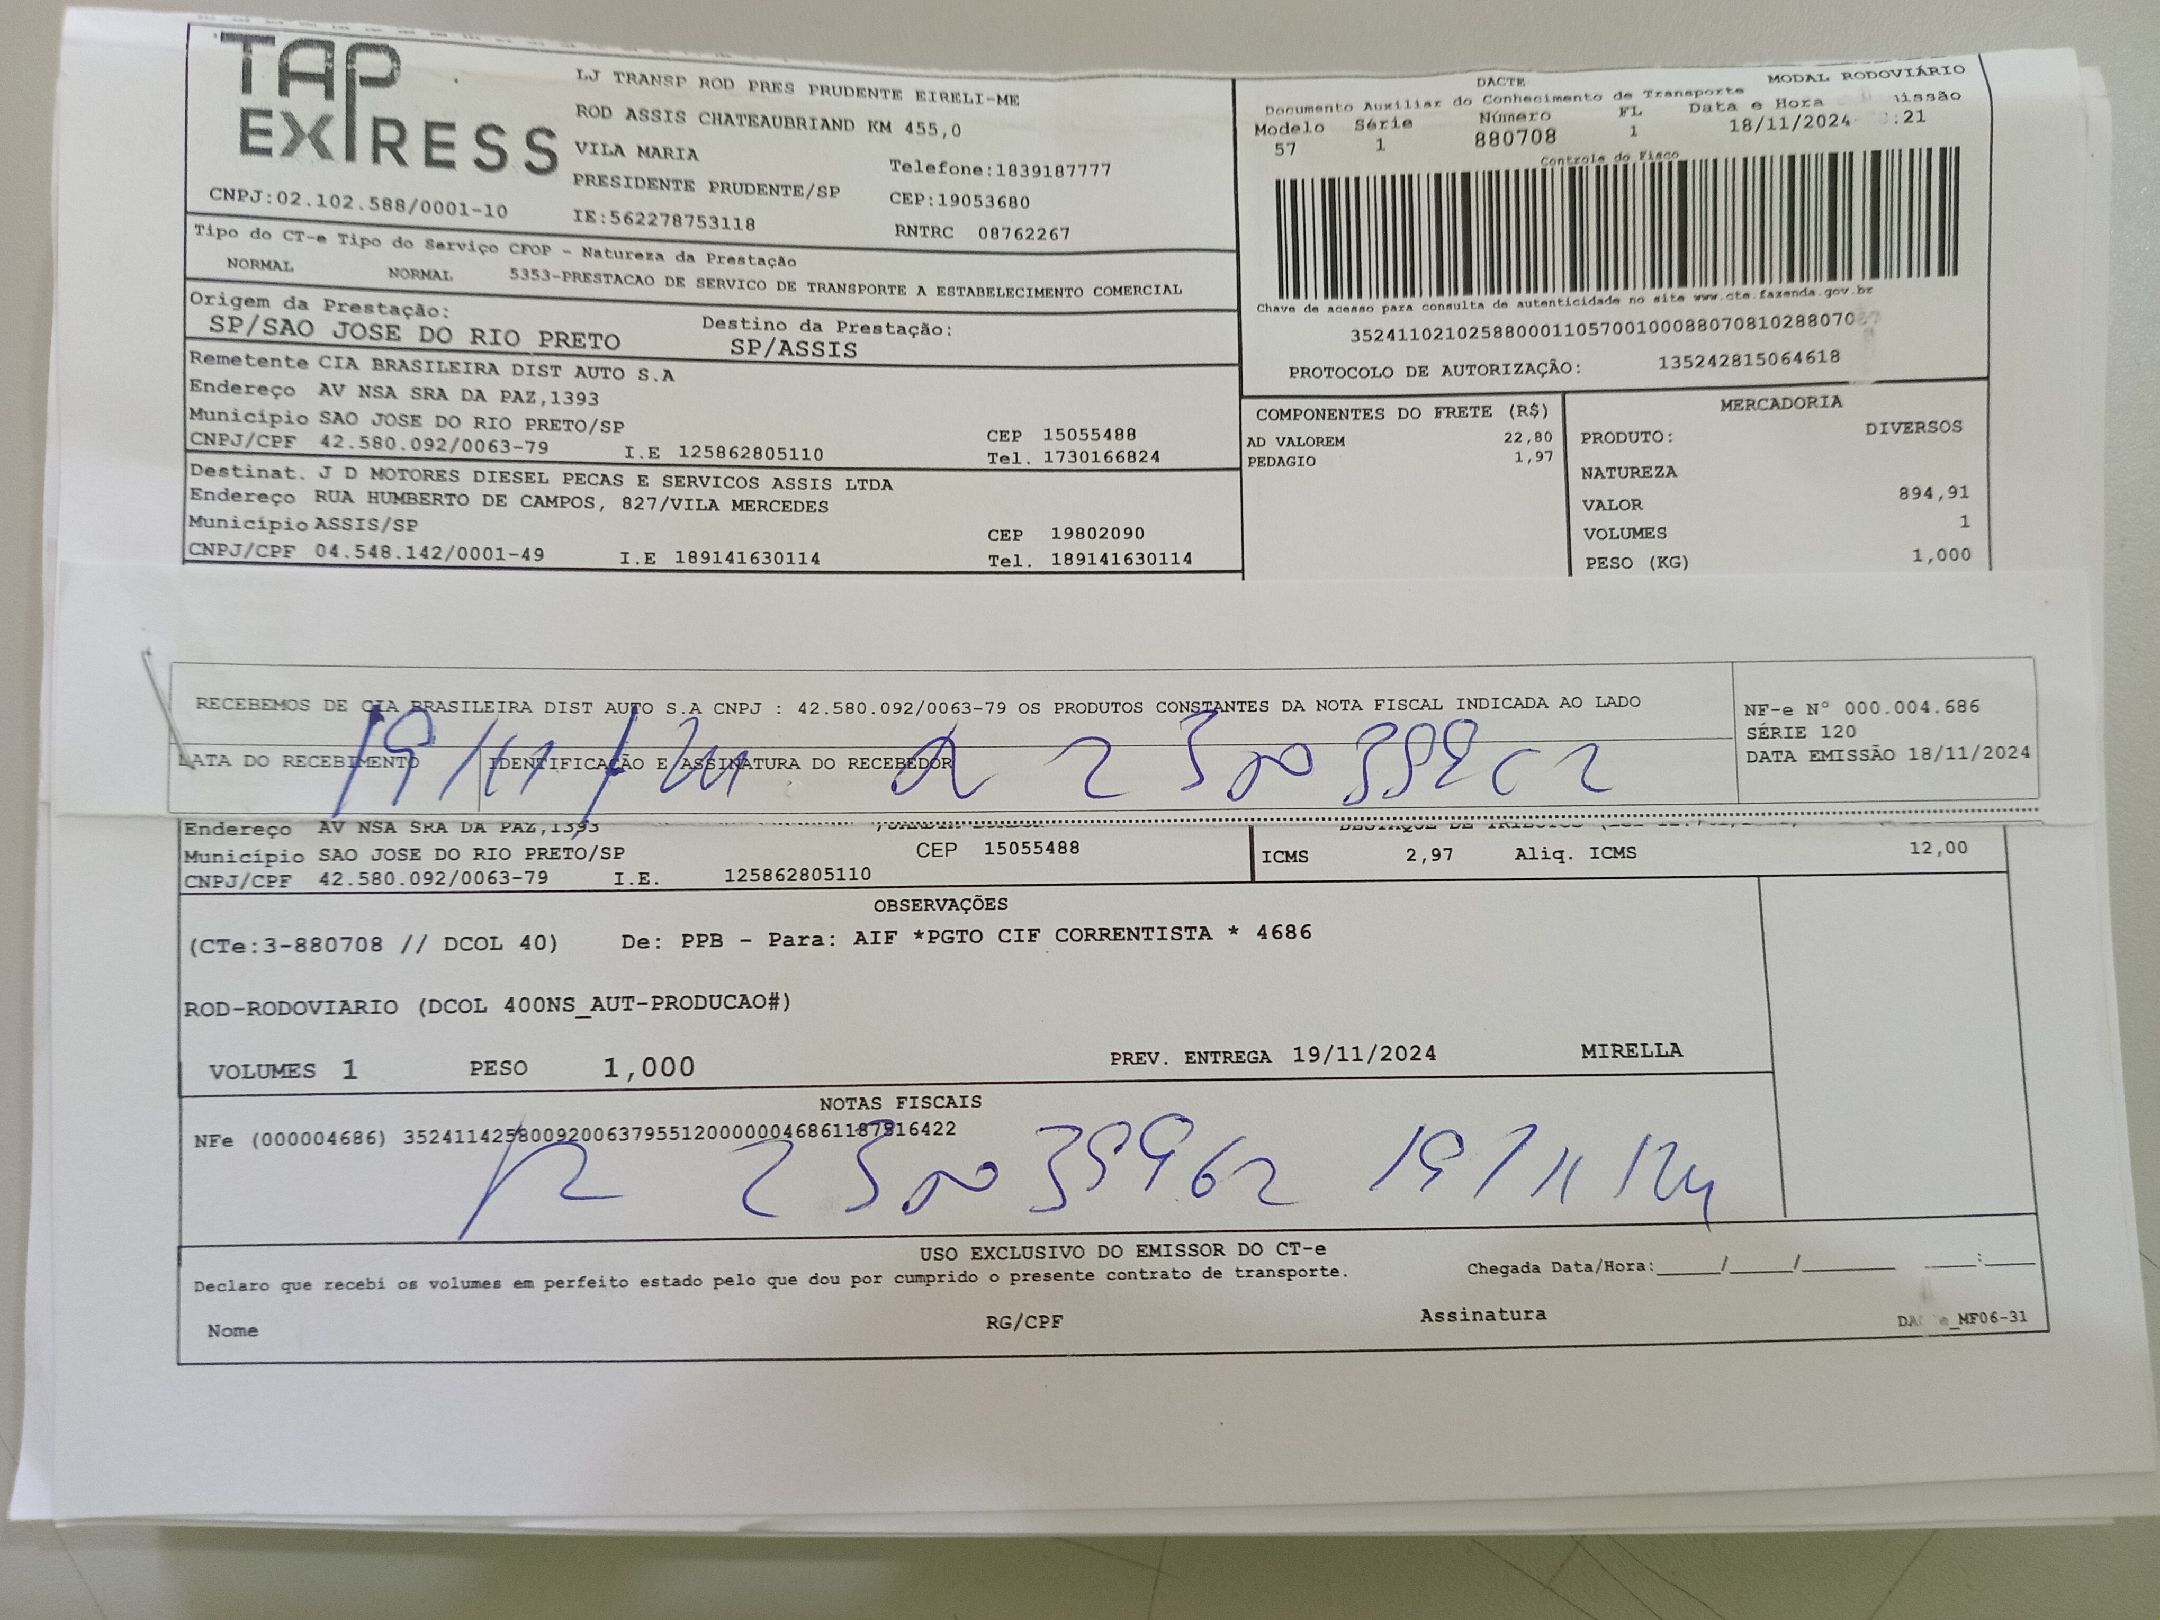 TAP EXPRESS
LJ TRANSP ROD PRES PRUDENTE EIRELI-ME
ROD ASSIS CHATEAUBRIAND KM 455,0
VILA MARIA
Telefone:1839187777
PRESIDENTE PRUDENTE/SP
CEP:19053680
CNPJ:02.102.588/0001-10
IE:562278753118
RNTRC 08762267
DACTE
MODAL RODOVIÁRIO
Documento Auxiliar do Conhecimento de Transporte
Modelo Série Número FL Data e Hora
57 1 880708 1 18/11/2024 :21
Controle do Fisco
Chave de acesso para consulta de autenticidade no site www.cte.fazenda.gov.br
PROTOCOLO DE AUTORIZAÇÃO: 135242815064618
Tipo do CT-e Tipo do Serviço CFOP - Natureza da Prestação
NORMAL NORMAL 5353-PRESTACAO DE SERVICO DE TRANSPORTE A ESTABELECIMENTO COMERCIAL
Origem da Prestação:
SP/SAO JOSE DO RIO PRETO
Destino da Prestação:
SP/ASSIS
Remetente CIA BRASILEIRA DIST AUTO S.A
Endereço AV NSA SRA DA PAZ,1393
Município SAO JOSE DO RIO PRETO/SP
CEP 15055488
CNPJ/CPF 42.580.092/0063-79 I.E 125862805110 Tel. 1730166824
Destinat. J D MOTORES DIESEL PECAS E SERVICOS ASSIS LTDA
Endereço RUA HUMBERTO DE CAMPOS, 827/VILA MERCEDES
Município ASSIS/SP CEP 19802090
CNPJ/CPF 04.548.142/0001-49 I.E 189141630114 Tel. 189141630114
COMPONENTES DO FRETE (R$)
AD VALOREM 22,80
PEDAGIO 1,97
MERCADORIA
PRODUTO: DIVERSOS
NATUREZA
VALOR 894,91
VOLUMES 1
PESO (KG) 1,000
RECEBEMOS DE CIA BRASILEIRA DIST AUTO S.A CNPJ : 42.580.092/0063-79 OS PRODUTOS CONSTANTES DA NOTA FISCAL INDICADA AO LADO
DATA DO RECEBIMENTO
IDENTIFICAÇÃO E ASSINATURA DO RECEBEDOR
19/11/24
NF-e N° 000.004.686
SÉRIE 120
DATA EMISSÃO 18/11/2024
Endereço AV NSA SRA DA PAZ,1393
Município SAO JOSE DO RIO PRETO/SP CEP 15055488
CNPJ/CPF 42.580.092/0063-79 I.E. 125862805110
ICMS 2,97 Aliq. ICMS 12,00
OBSERVAÇÕES
(CTe:3-880708 // DCOL 40) De: PPB - Para: AIF *PGTO CIF CORRENTISTA * 4686
ROD-RODOVIARIO (DCOL 400NS_AUT-PRODUCAO#)
VOLUMES 1 PESO 1,000 PREV. ENTREGA 19/11/2024 MIRELLA
NOTAS FISCAIS
NFe (000004686)
19/11/24
USO EXCLUSIVO DO EMISSOR DO CT-e
Declaro que recebi os volumes em perfeito estado pelo que dou por cumprido o presente contrato de transporte.
Chegada Data/Hora:_____/_____/________ ____:____
Nome RG/CPF Assinatura
MF06-31